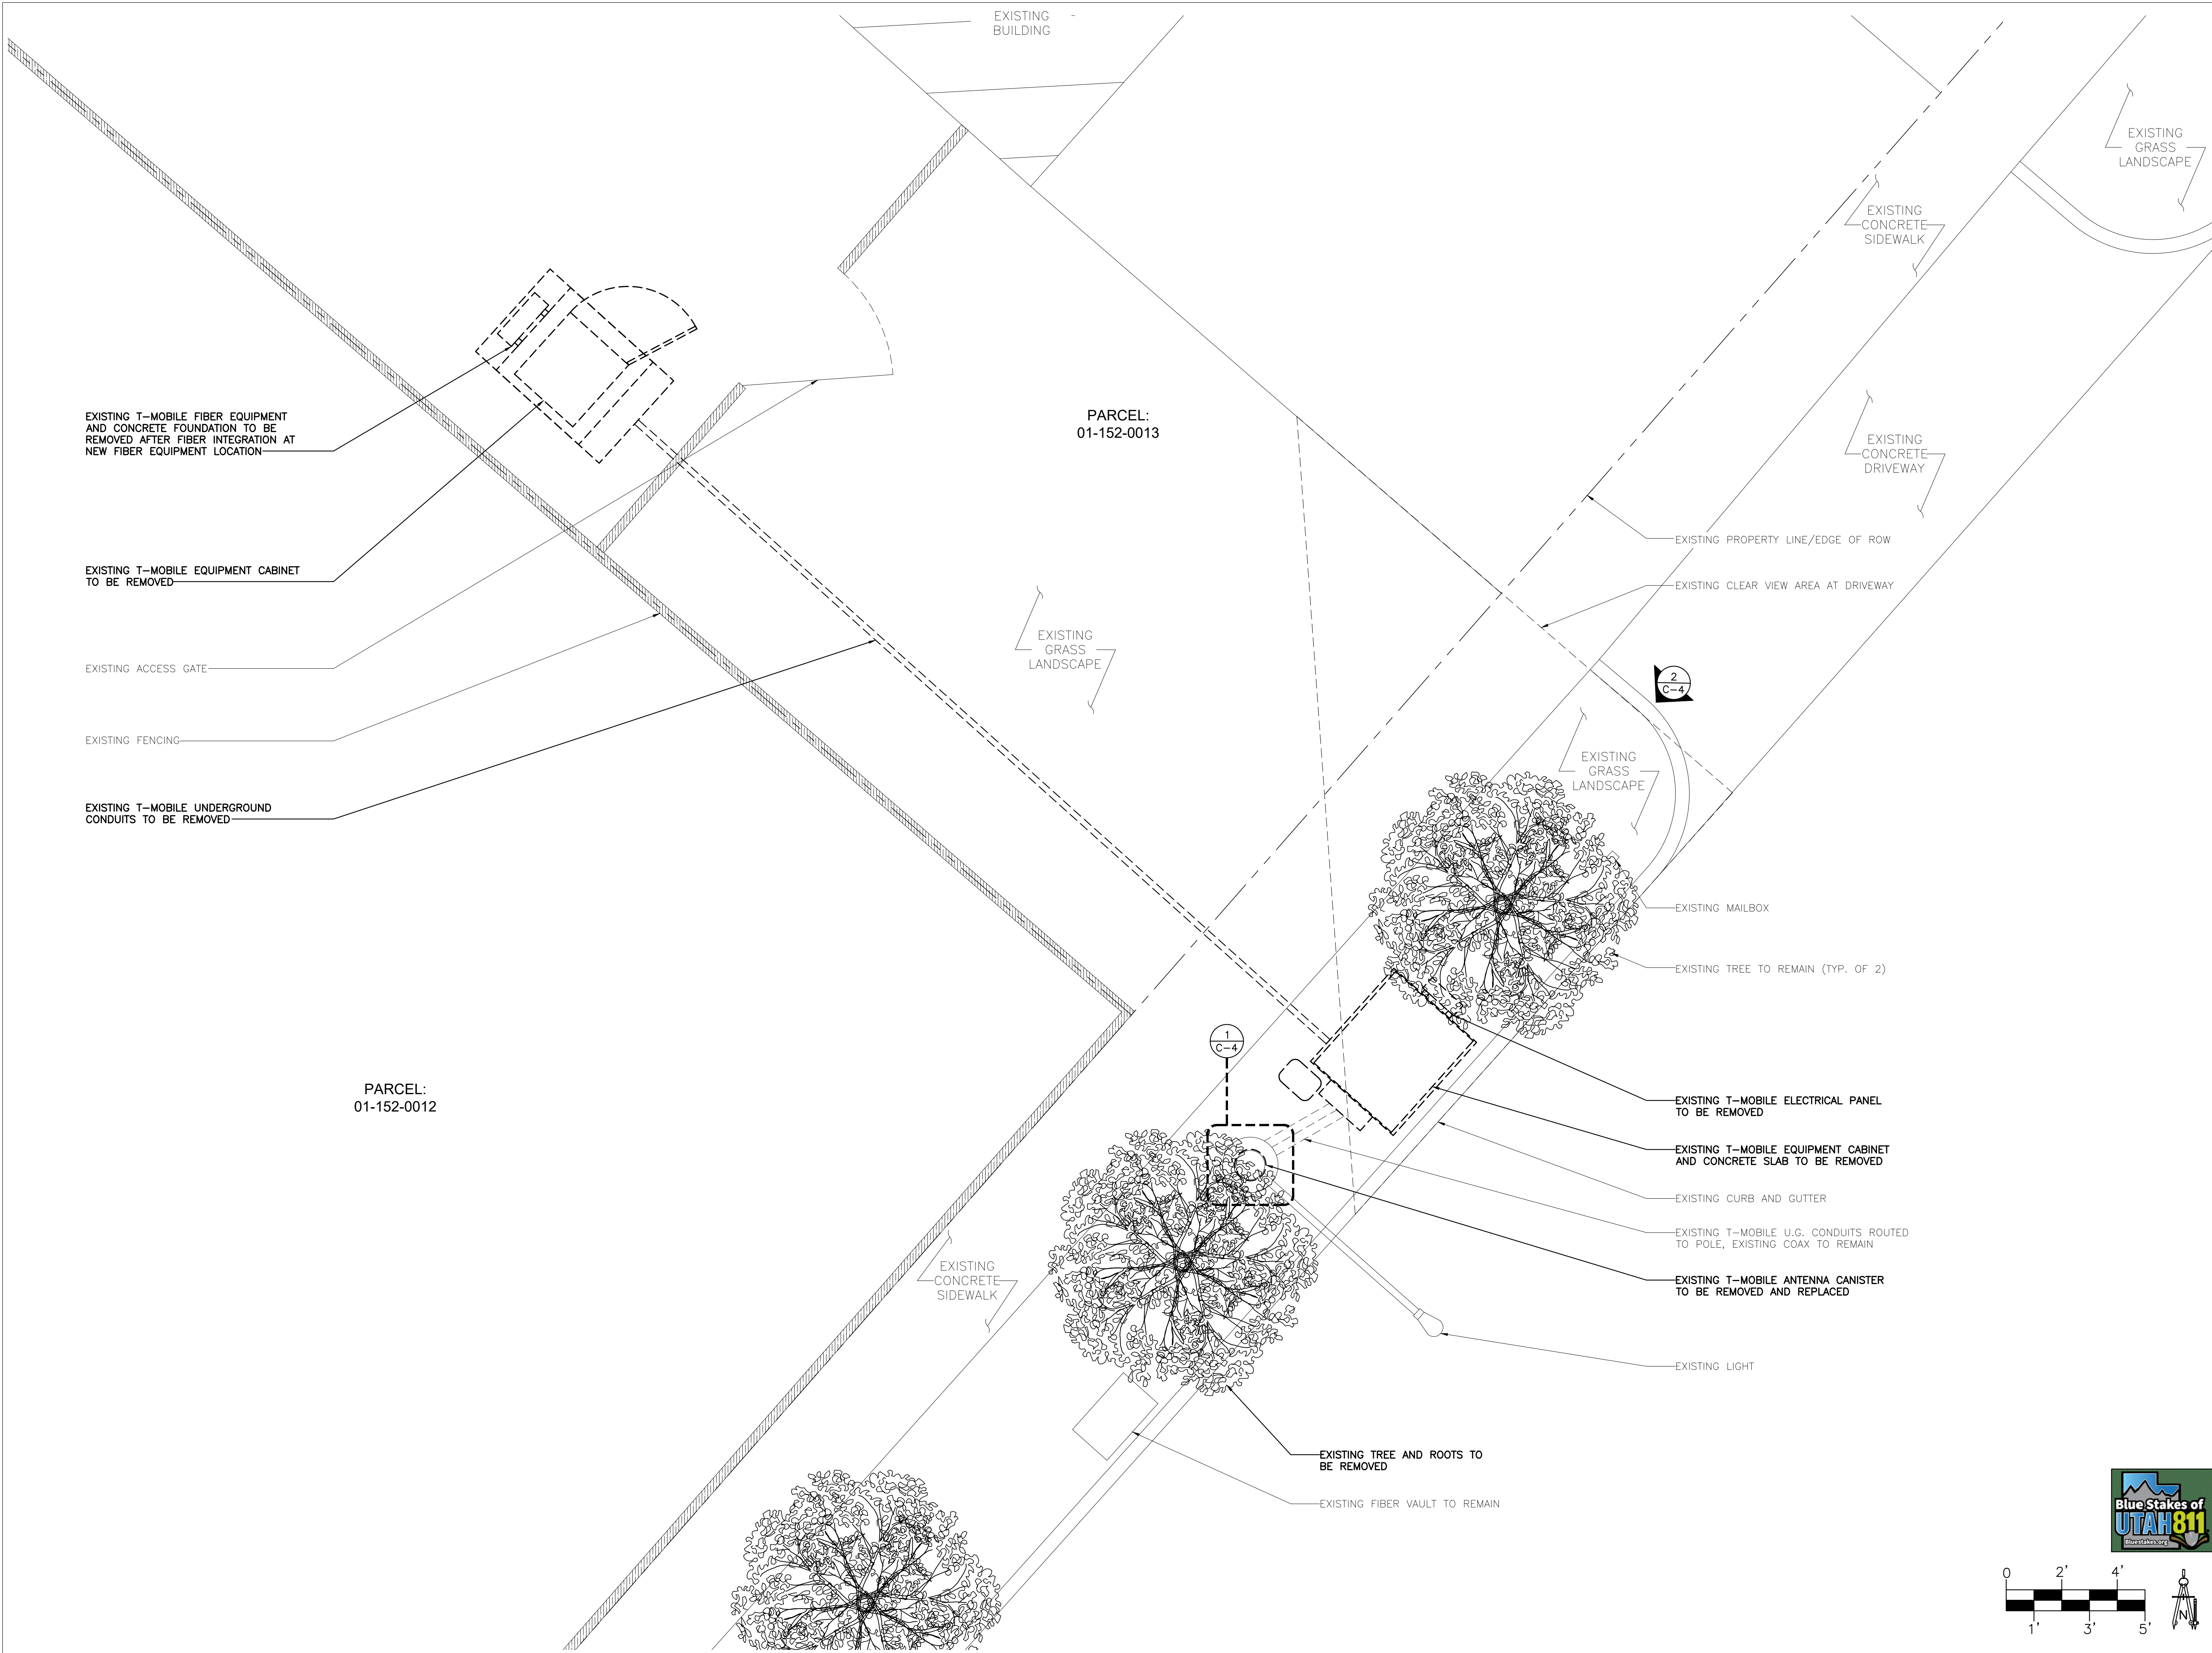 EXISTING
BUILDING
EXISTING
GRASS
LANDSCAPE
EXISTING
CONCRETE
SIDEWALK
EXISTING T-MOBILE FIBER EQUIPMENT
AND CONCRETE FOUNDATION TO BE
REMOVED AFTER FIBER INTEGRATION AT
NEW FIBER EQUIPMENT LOCATION
PARCEL:
01-152-0013
EXISTING
CONCRETE
DRIVEWAY
EXISTING PROPERTY LINE/EDGE OF ROW
EXISTING T-MOBILE EQUIPMENT CABINET
TO BE REMOVED
EXISTING CLEAR VIEW AREA AT DRIVEWAY
EXISTING
GRASS
LANDSCAPE
EXISTING ACCESS GATE
2
C-4
EXISTING FENCING
EXISTING
GRASS
LANDSCAPE
EXISTING T-MOBILE UNDERGROUND
CONDUITS TO BE REMOVED
EXISTING MAILBOX
EXISTING TREE TO REMAIN (TYP. OF 2)
1
C-4
PARCEL:
01-152-0012
EXISTING T-MOBILE ELECTRICAL PANEL
TO BE REMOVED
EXISTING T-MOBILE EQUIPMENT CABINET
AND CONCRETE SLAB TO BE REMOVED
EXISTING CURB AND GUTTER
EXISTING T-MOBILE U.G. CONDUITS ROUTED
TO POLE, EXISTING COAX TO REMAIN
EXISTING
CONCRETE
SIDEWALK
EXISTING T-MOBILE ANTENNA CANISTER
TO BE REMOVED AND REPLACED
EXISTING LIGHT
EXISTING TREE AND ROOTS TO
BE REMOVED
EXISTING FIBER VAULT TO REMAIN
Blue Stakes of
UTAH811
Bluestakes.org
0 2' 4'
1' 3' 5'
N